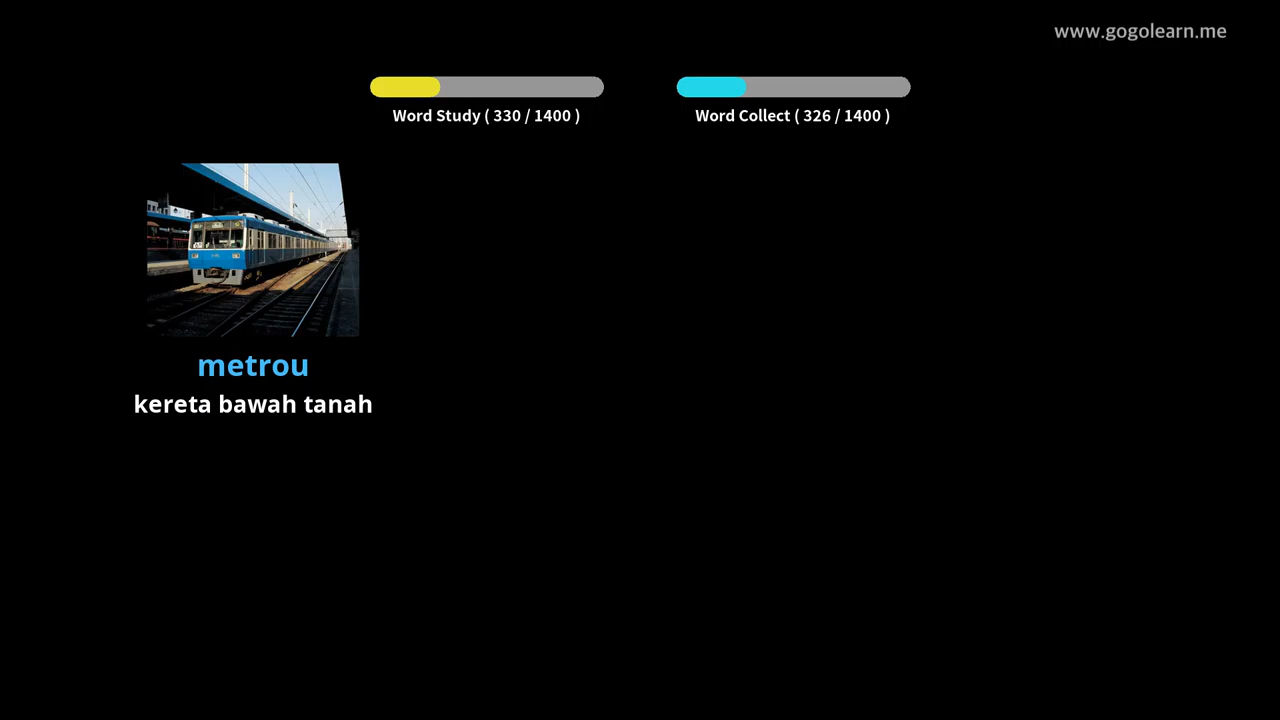 www.gogolearn.me
Word Study ( 330 / 1400 )
Word Collect ( 326 / 1400 )
metrou
kereta bawah tanah